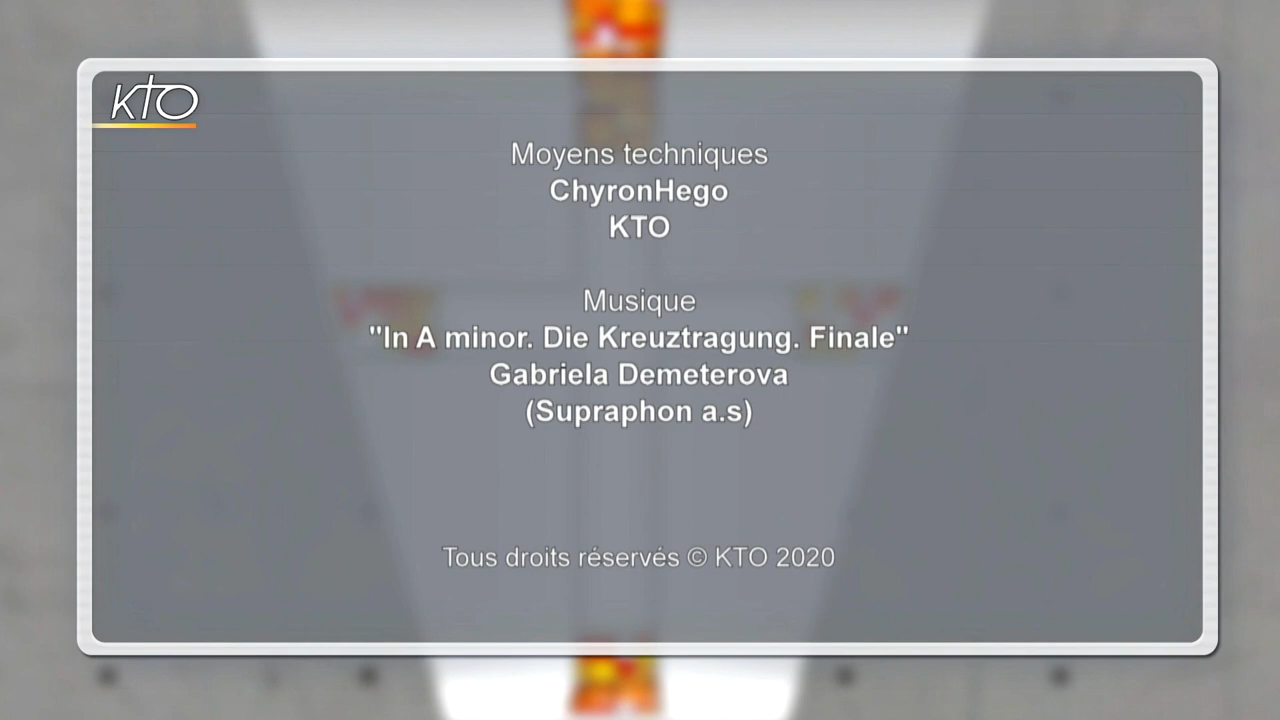 KTO
Moyens techniques
ChyronHego
KTO
Musique
"In A minor. Die Kreuztragung. Finale"
Gabriela Demeterova
(Supraphon a.s)
Tous droits réservés © KTO 2020